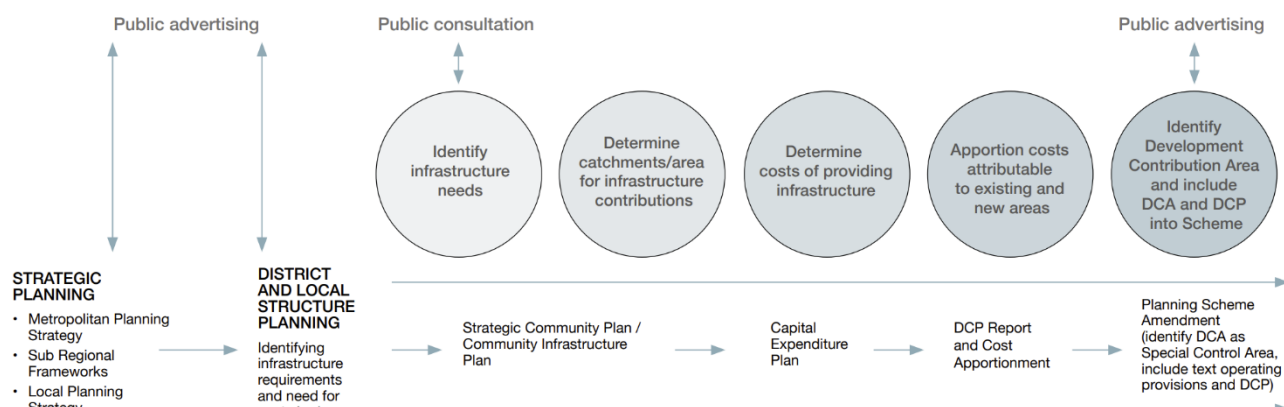 Public advertising
Public consultation
Public advertising
Identify
infrastructure
needs
Determine
catchments/area
for infrastructure
contributions
Determine
costs of providing
infrastructure
Apportion costs
attributable
to existing and
new areas
Identify
Development
Contribution Area
and include
DCA and DCP
into Scheme
STRATEGIC
PLANNING
• Metropolitan Planning
Strategy
• Sub Regional
Frameworks
• Local Planning
Strategy
DISTRICT
AND LOCAL
STRUCTURE
PLANNING
Identifying
infrastructure
requirements
and need for
Strategic Community Plan /
Community Infrastructure
Plan
Capital
Expenditure
Plan
DCP Report
and Cost
Apportionment
Planning Scheme
Amendment
(identify DCA as
Special Control Area,
include text operating
provisions and DCP)